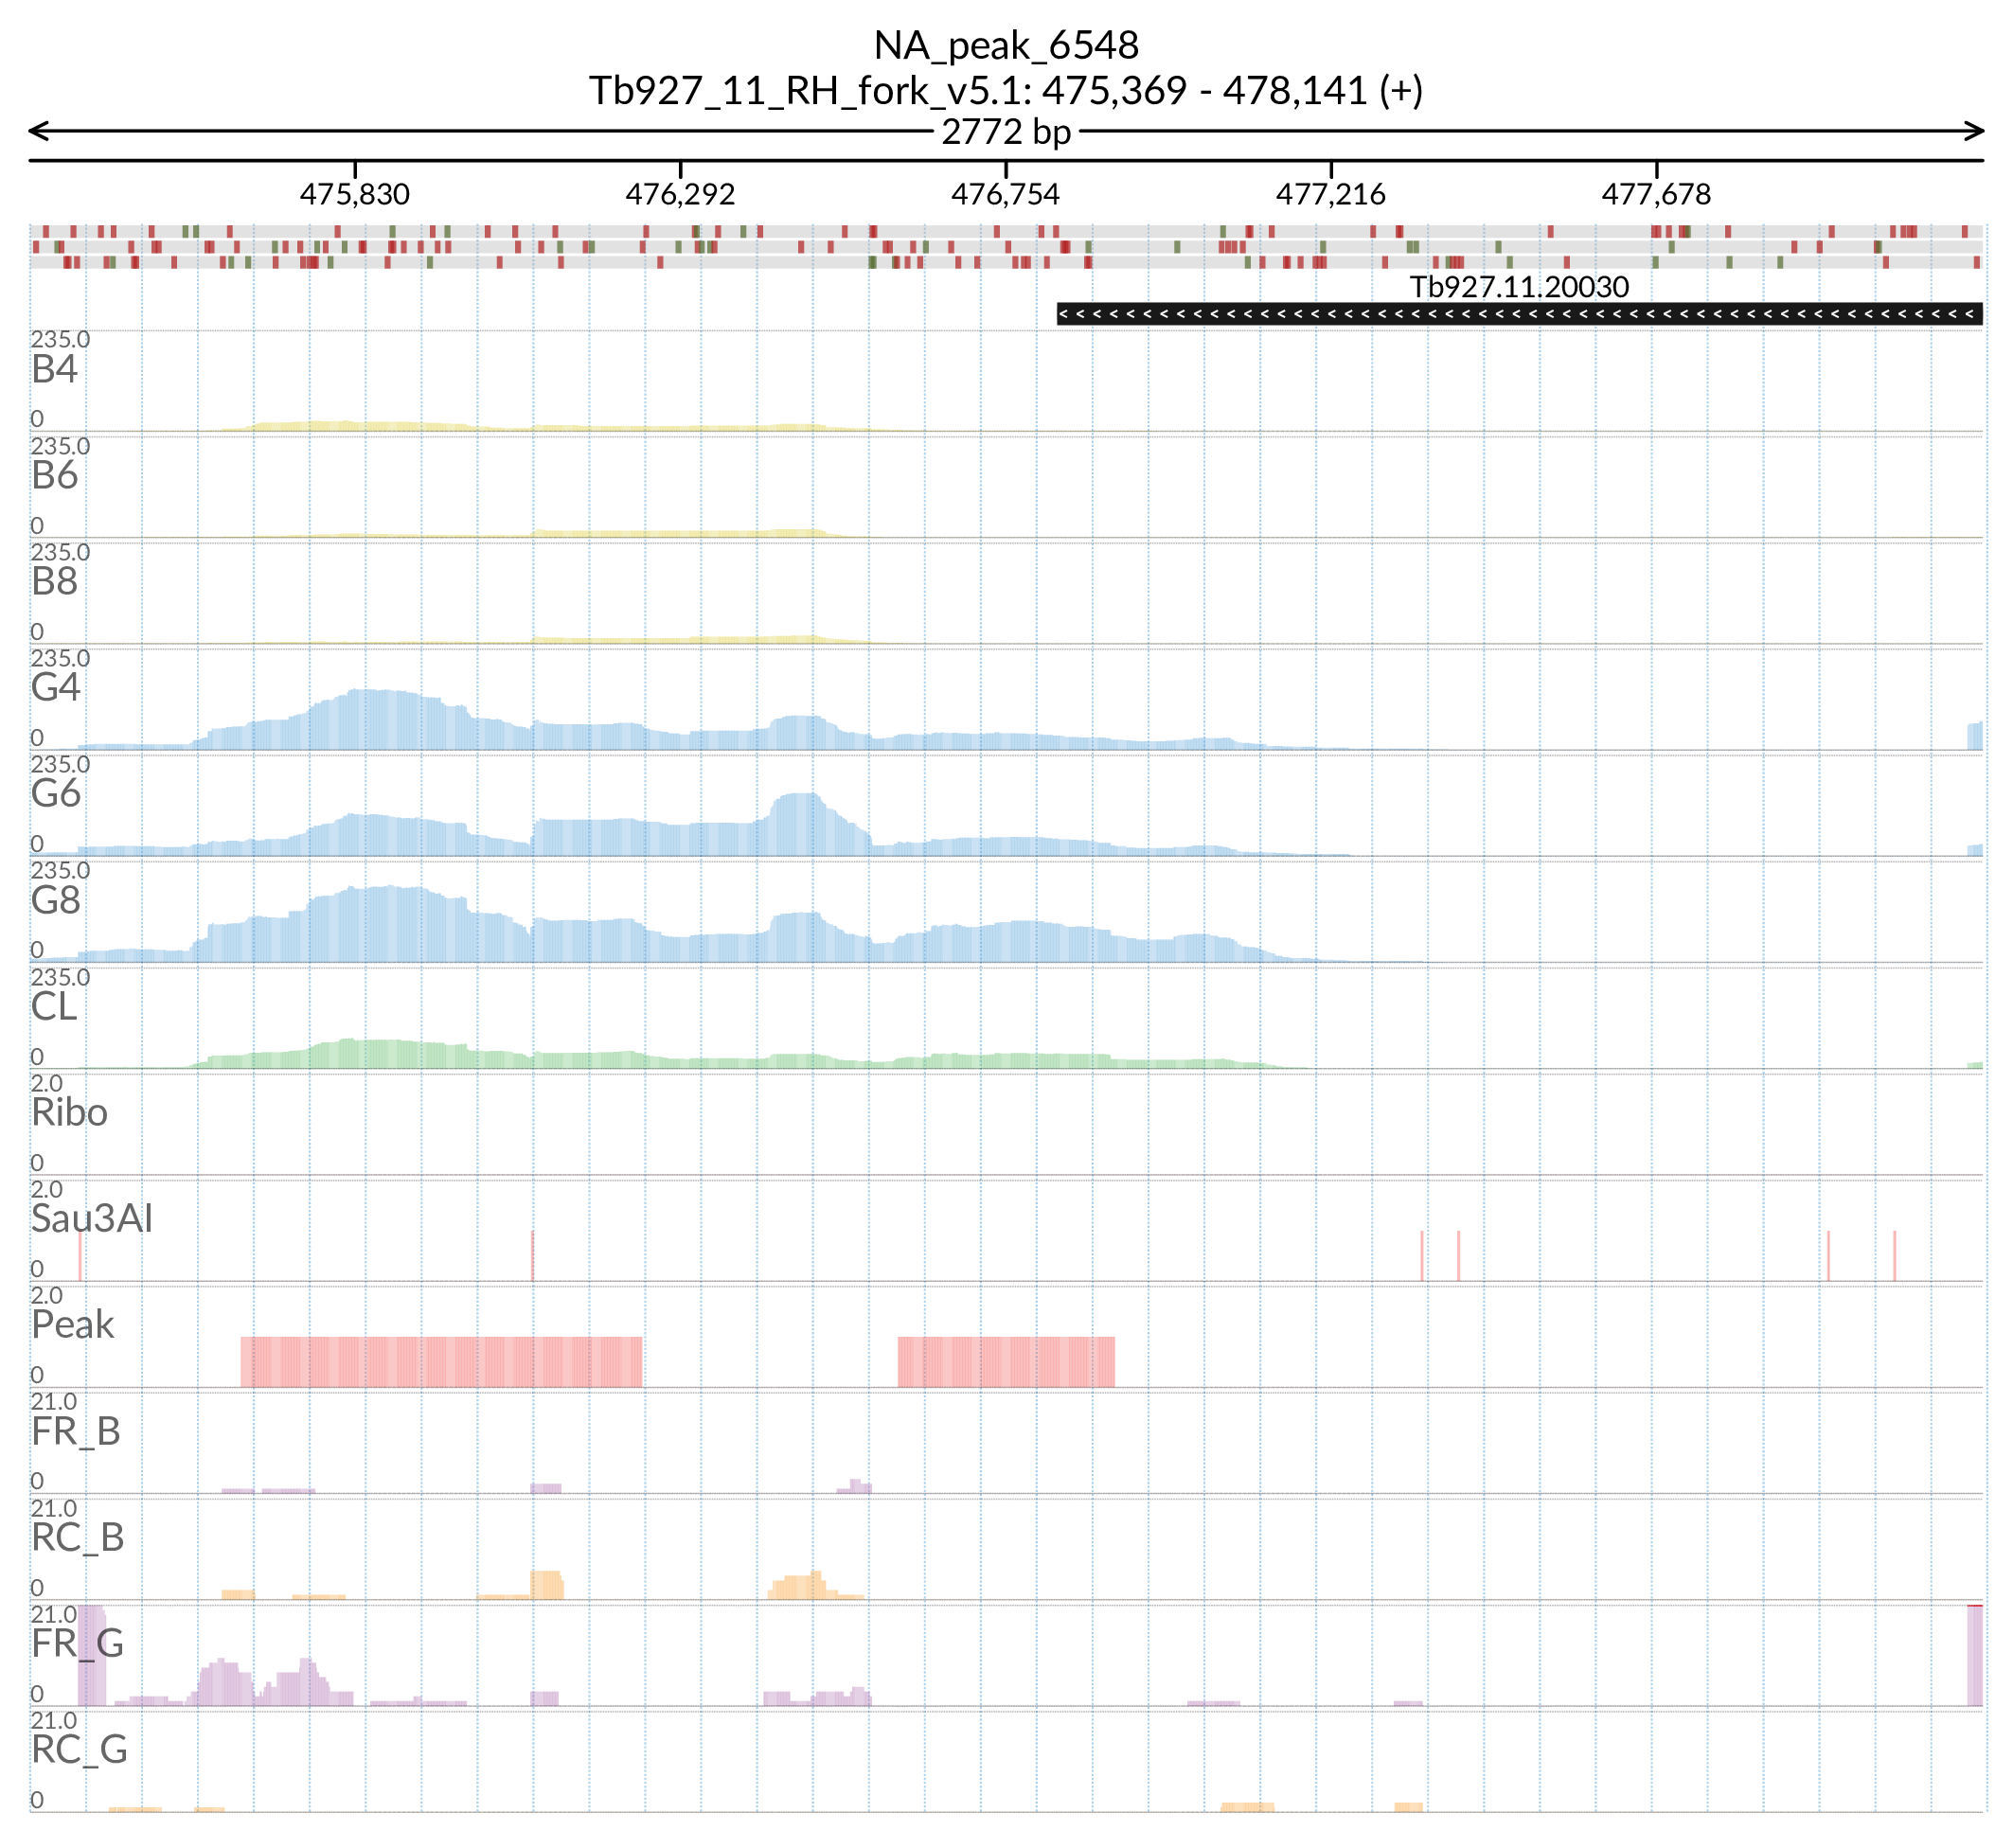 NA_peak_6548
Tb927_11_RH_fork_v5.1: 475,369 - 478,141 (+)
2772 bp
475,830 476,292 476,754 477,216 477,678
Tb927.11.20030
235.0
B4
0
235.0
B6
0
235.0
B8
0
235.0
G4
0
235.0
G6
0
235.0
G8
0
235.0
CL
0
2.0
Ribo
0
2.0
Sau3AI
0
2.0
Peak
0
21.0
FR_B
0
21.0
RC_B
0
21.0
FR_G
0
21.0
RC_G
0